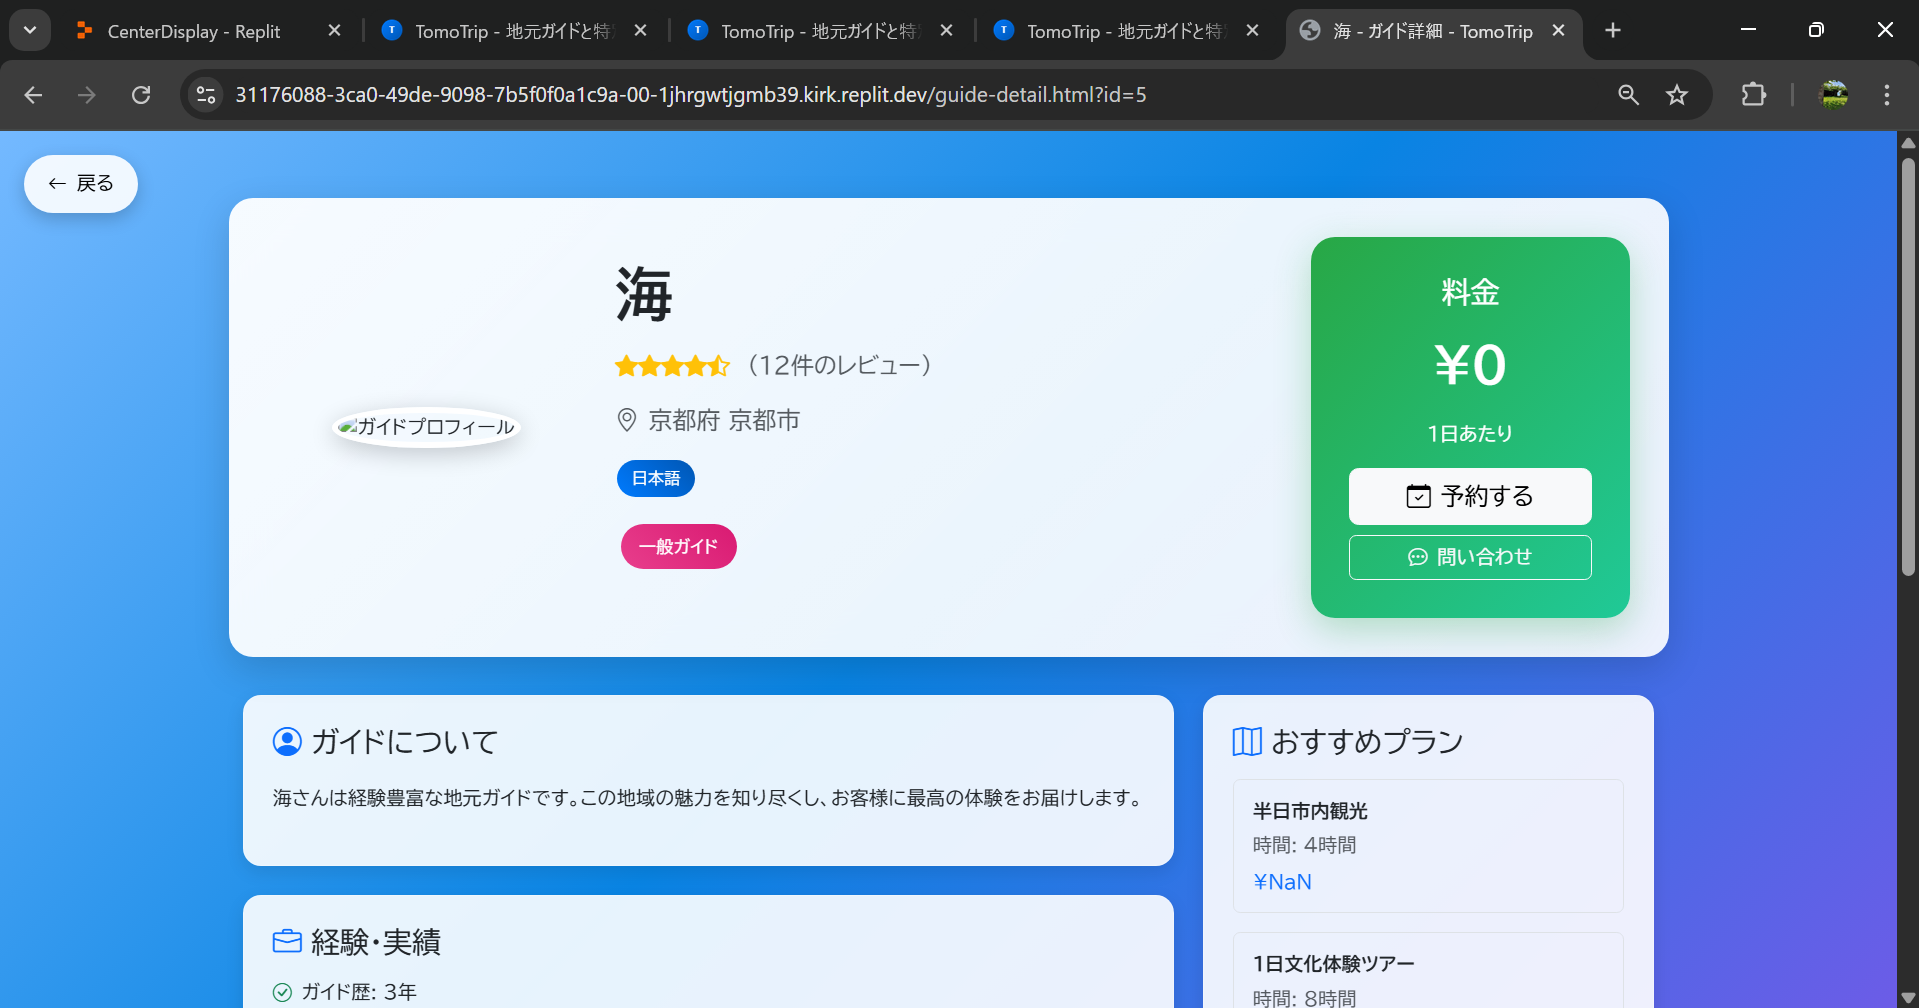 CenterDisplay - Replit
TomoTrip - 地元ガイドと特
TomoTrip - 地元ガイドと特
TomoTrip - 地元ガイドと特
海 - ガイド詳細 - TomoTrip
31176088-3ca0-49de-9098-7b5f0f0a1c9a-00-1jhrgwtjgmb39.kirk.replit.dev/guide-detail.html?id=5
← 戻る
ガイドプロフィール
海
（12件のレビュー）
京都府 京都市
日本語
一般ガイド
料金
¥0
1日あたり
予約する
問い合わせ
ガイドについて
海さんは経験豊富な地元ガイドです。この地域の魅力を知り尽くし、お客様に最高の体験をお届けします。
経験・実績
ガイド歴: 3年
おすすめプラン
半日市内観光
時間: 4時間
¥NaN
1日文化体験ツアー
時間: 8時間